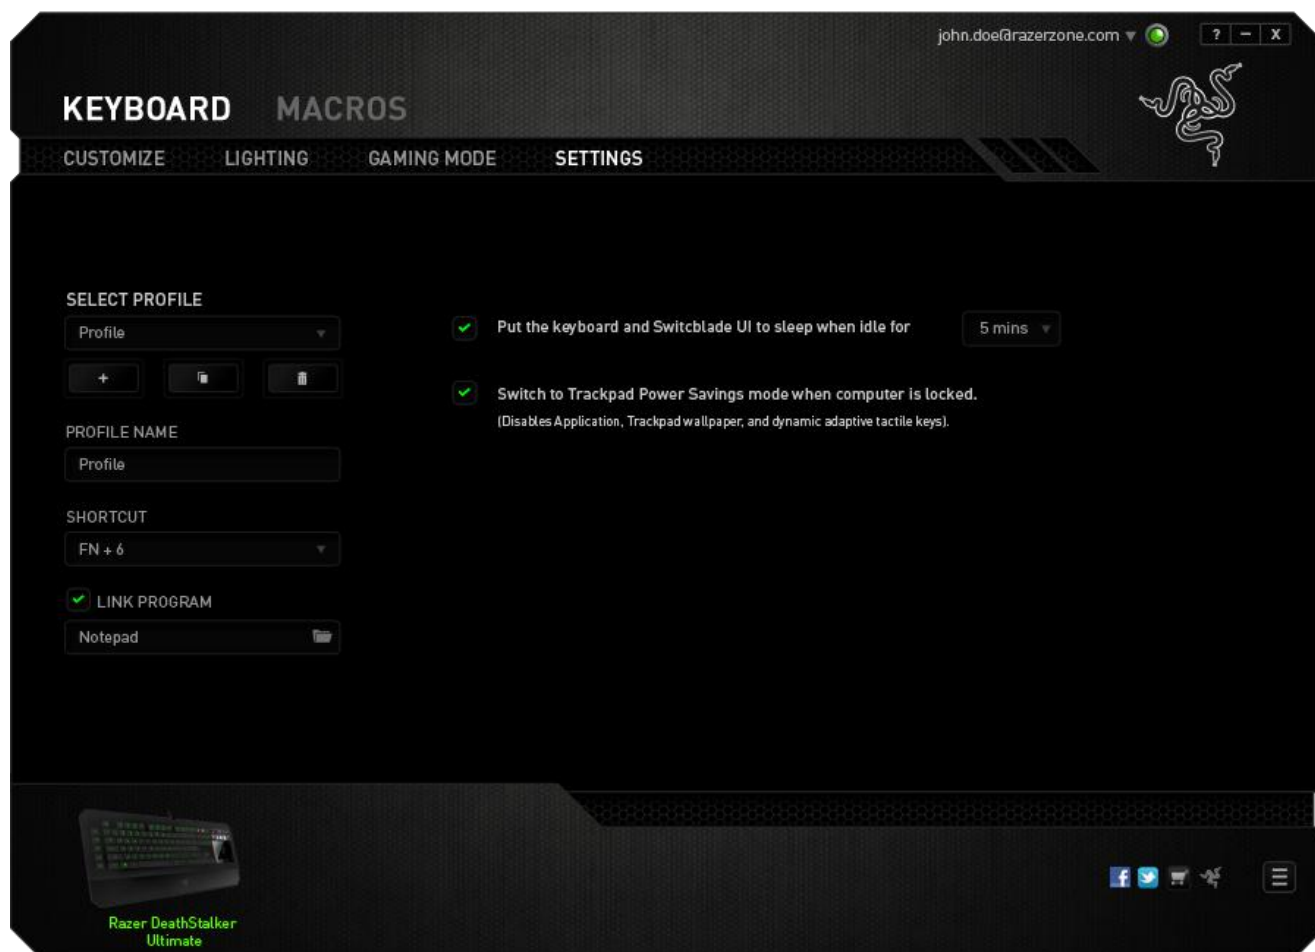 john.doe@razerzone.com
? – X
KEYBOARD MACROS
CUSTOMIZE LIGHTING GAMING MODE SETTINGS
SELECT PROFILE
Profile
PROFILE NAME
Profile
SHORTCUT
FN + 6
LINK PROGRAM
Notepad
Put the keyboard and Switcblade UI to sleep when idle for 5 mins
Switch to Trackpad Power Savings mode when computer is locked.
(Disables Application, Trackpad wallpaper, and dynamic adaptive tactile keys).
Razer DeathStalker
Ultimate